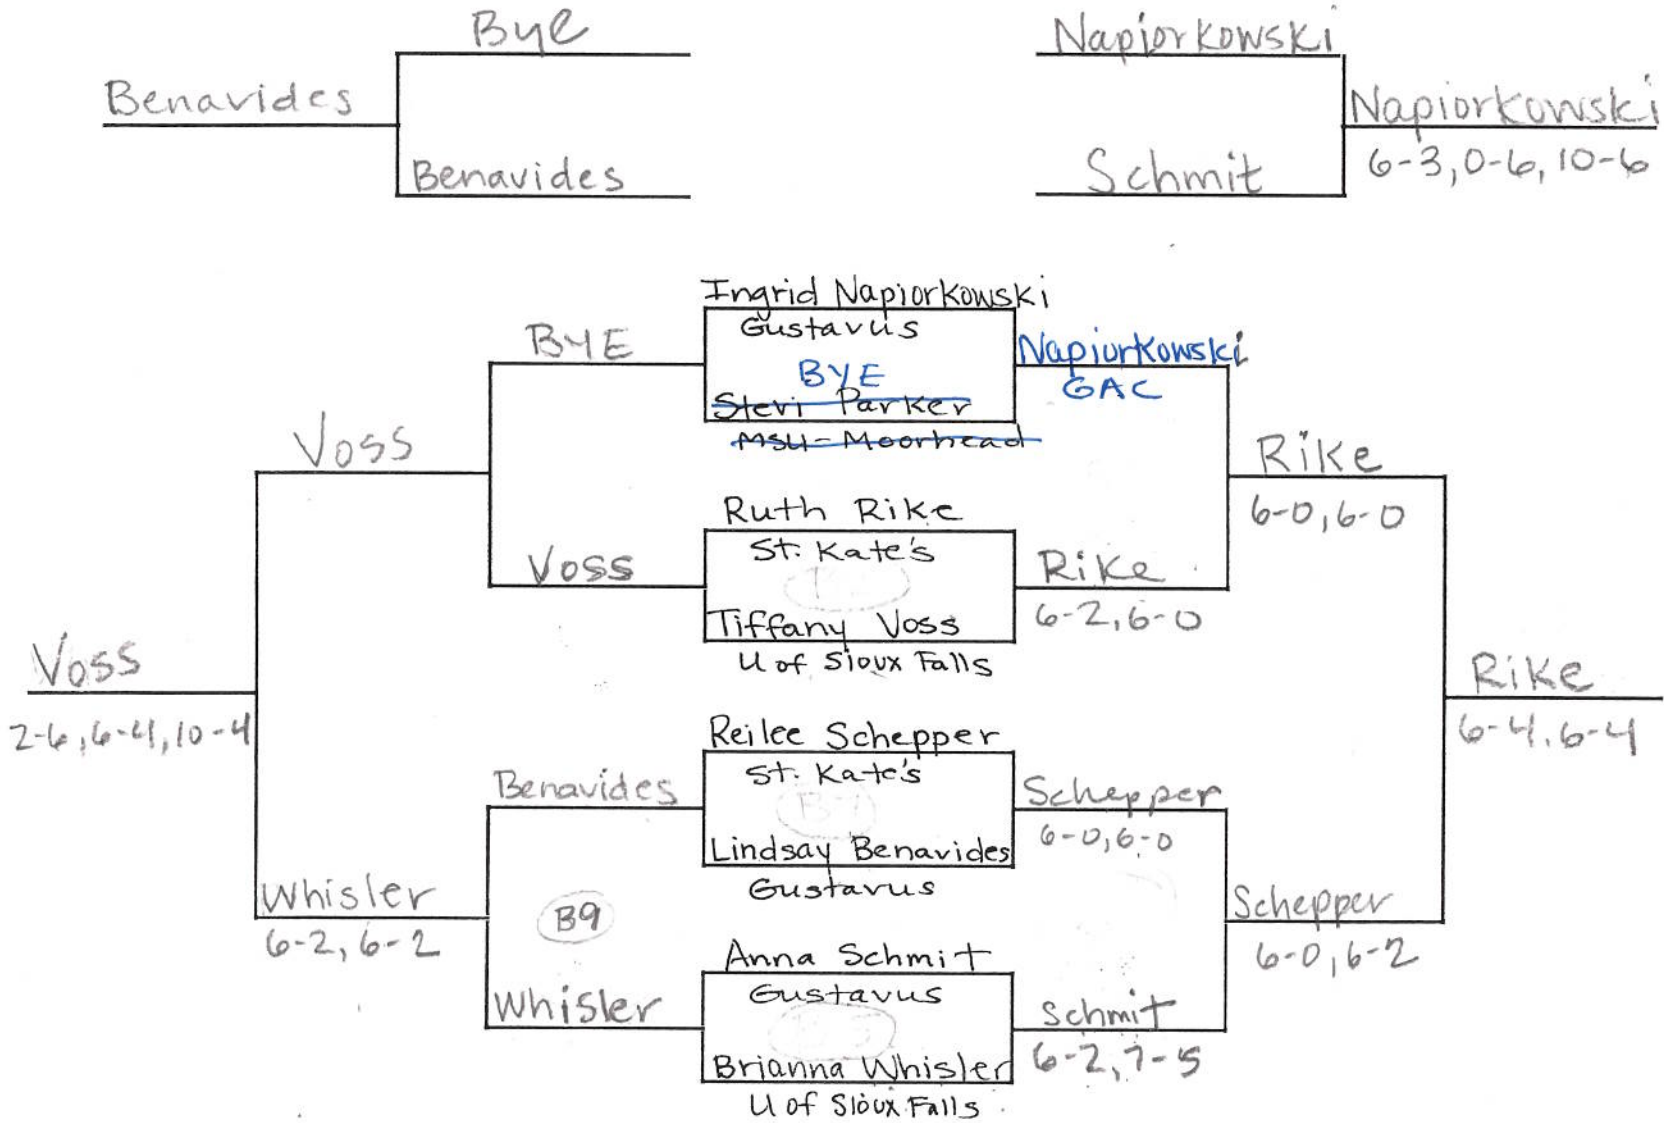 Bye
Benavides
Benavides
Napiorkowski
Schmit
Napiorkowski
6-3, 0-6, 10-6
Ingrid Napiorkowski
Gustavus
BYE
Stevi Parker
MSU-Moorhead
BYE
Napiorkowski
GAC
Voss
Rike
6-0, 6-0
Ruth Rike
St. Kate's
Tiffany Voss
U of Sioux Falls
Voss
Rike
6-2, 6-0
Voss
2-6, 6-4, 10-4
Rike
6-4, 6-4
Reilee Schepper
St. Kate's
Lindsay Benavides
Gustavus
Benavides
Schepper
6-0, 6-0
Whisler
6-2, 6-2
B9
Schepper
6-0, 6-2
Anna Schmit
Gustavus
Brianna Whisler
U of Sioux Falls
Whisler
Schmit
6-2, 7-5